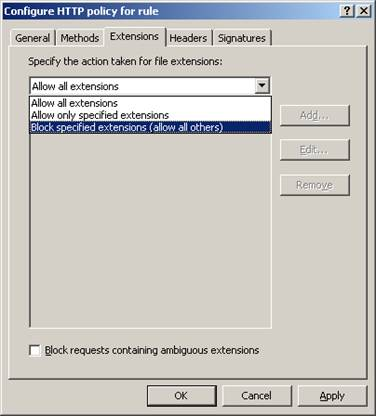 Configure HTTP policy for rule
General Methods Extensions Headers Signatures
Specify the action taken for file extensions:
Allow all extensions
Allow all extensions
Allow only specified extensions
Block specified extensions (allow all others)
Add...
Edit...
Remove
Block requests containing ambiguous extensions
OK Cancel Apply